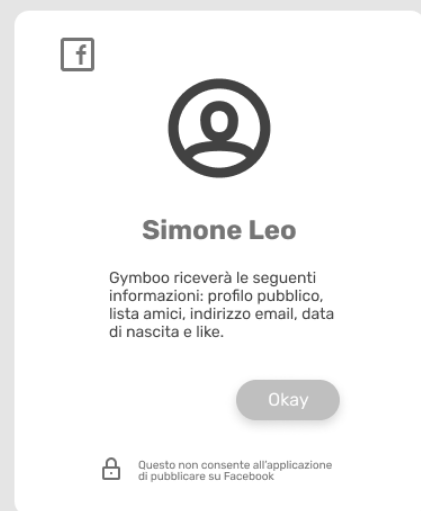 f
Simone Leo
Gymboo riceverà le seguenti
informazioni: profilo pubblico,
lista amici, indirizzo email, data
di nascita e like.
Okay
Questo non consente all'applicazione
di pubblicare su Facebook